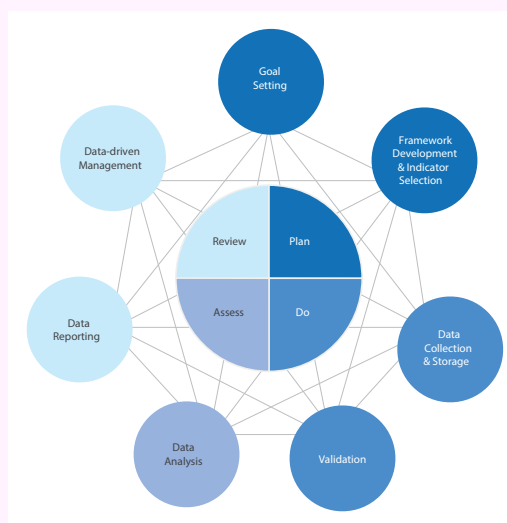 Goal
Setting
Data-driven
Management
Framework
Development
& Indicator
Selection
Review
Plan
Assess
Do
Data
Reporting
Data
Collection
& Storage
Data
Analysis
Validation